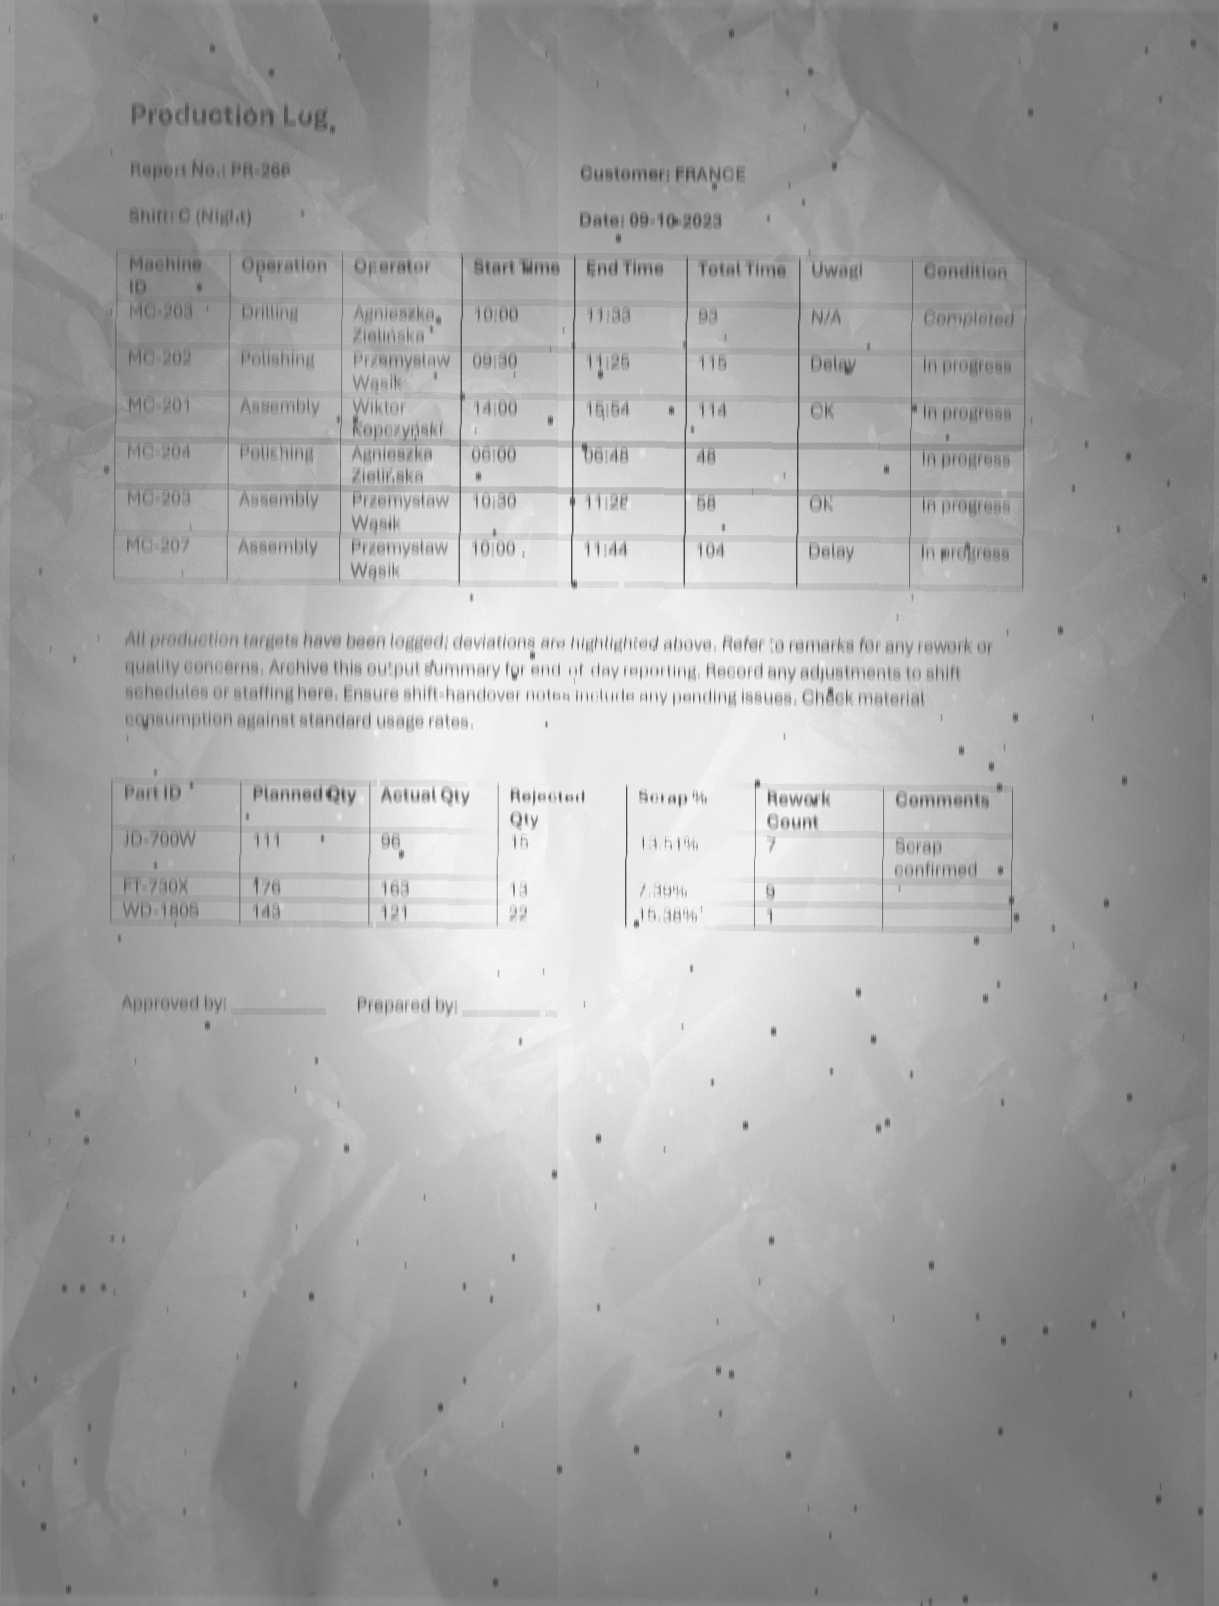 Production Log
Report No.: PR-266
Customer: FRANCE
Shift: C (Night)
Date: 09-10-2023
Machine ID Operation Operator Start Time End Time Total Time Uwagi Condition
MC-203 Drilling Agnieszka Zielińska 10:00 11:33 93 N/A Completed
MC-202 Polishing Przemysław Wąsik 09:30 11:25 115 Delay In progress
MC-201 Assembly Wiktor Kopczyński 14:00 15:54 114 OK In progress
MC-204 Polishing Agnieszka Zielińska 06:00 06:48 48 In progress
MC-203 Assembly Przemysław Wąsik 10:30 11:28 58 OK In progress
MC-207 Assembly Przemysław Wąsik 10:00 11:44 104 Delay In progress
All production targets have been logged; deviations are highlighted above. Refer to remarks for any rework or
quality concerns. Archive this output summary for end-of-day reporting. Record any adjustments to shift
schedules or staffing here. Ensure shift-handover notes include any pending issues. Check material
consumption against standard usage rates.
Part ID Planned Qty Actual Qty Rejected Qty Scrap % Rework Count Comments
JD-700W 111 96 15 13.51% 7 Scrap confirmed
FT-730X 176 163 13 7.39% 9
WD-180S 143 121 22 15.38% 1
Approved by: ________ Prepared by: ________